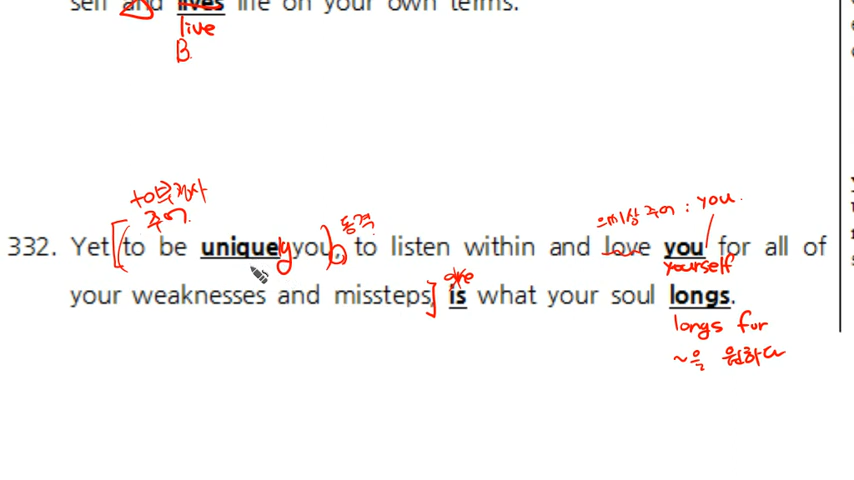 self and lives life on your own terms.
live
B
to부정사
주어
동격
의미상 주어 : you
332. Yet to be uniquely you, to listen within and love you for all of
yourself
are
your weaknesses and missteps, is what your soul longs.
longs for
~을 원하다